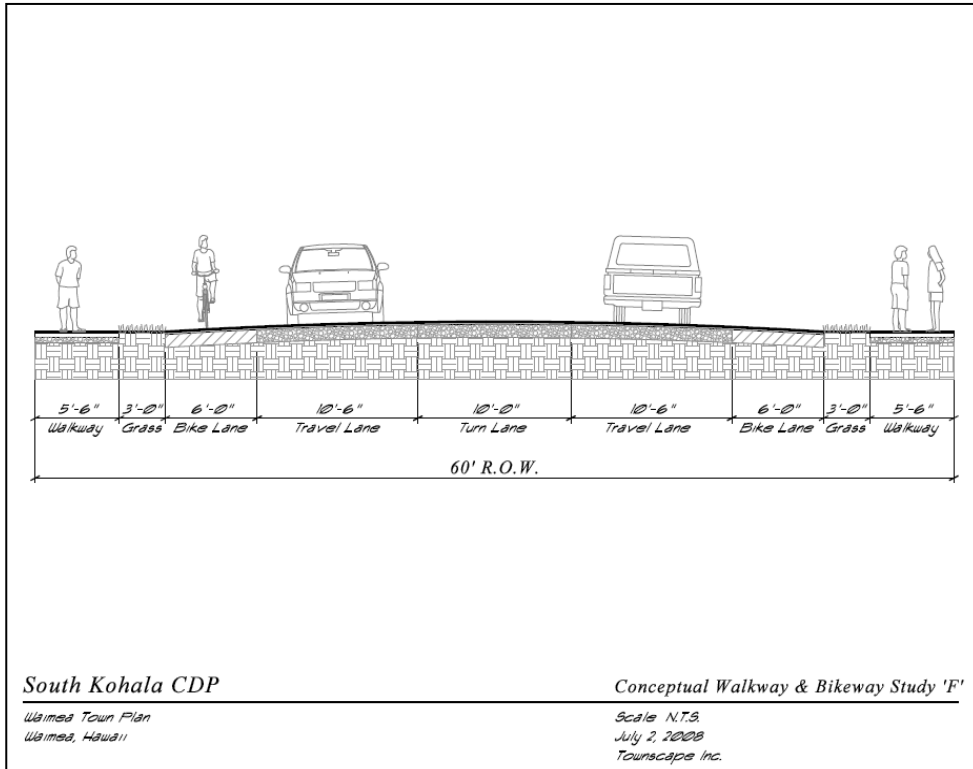 5'-6" 3'-0" 6'-0" 10'-6" 10'-0" 10'-6" 6'-0" 3'-0" 5'-6"
Walkway Grass Bike Lane Travel Lane Turn Lane Travel Lane Bike Lane Grass Walkway
60' R.O.W.
South Kohala CDP
Waimea Town Plan
Waimea, Hawaii
Conceptual Walkway & Bikeway Study 'F'
Scale N.T.S.
July 2, 2008
Townscape Inc.